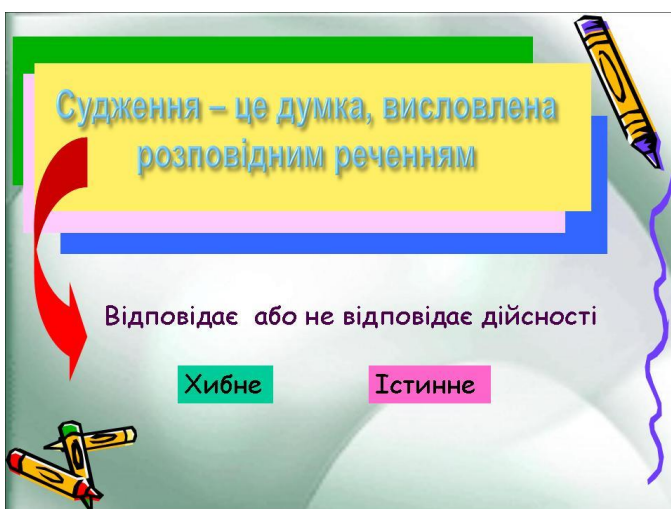 Судження – це думка, висловлена
розповідним реченням
Відповідає або не відповідає дійсності
Хибне
Істинне